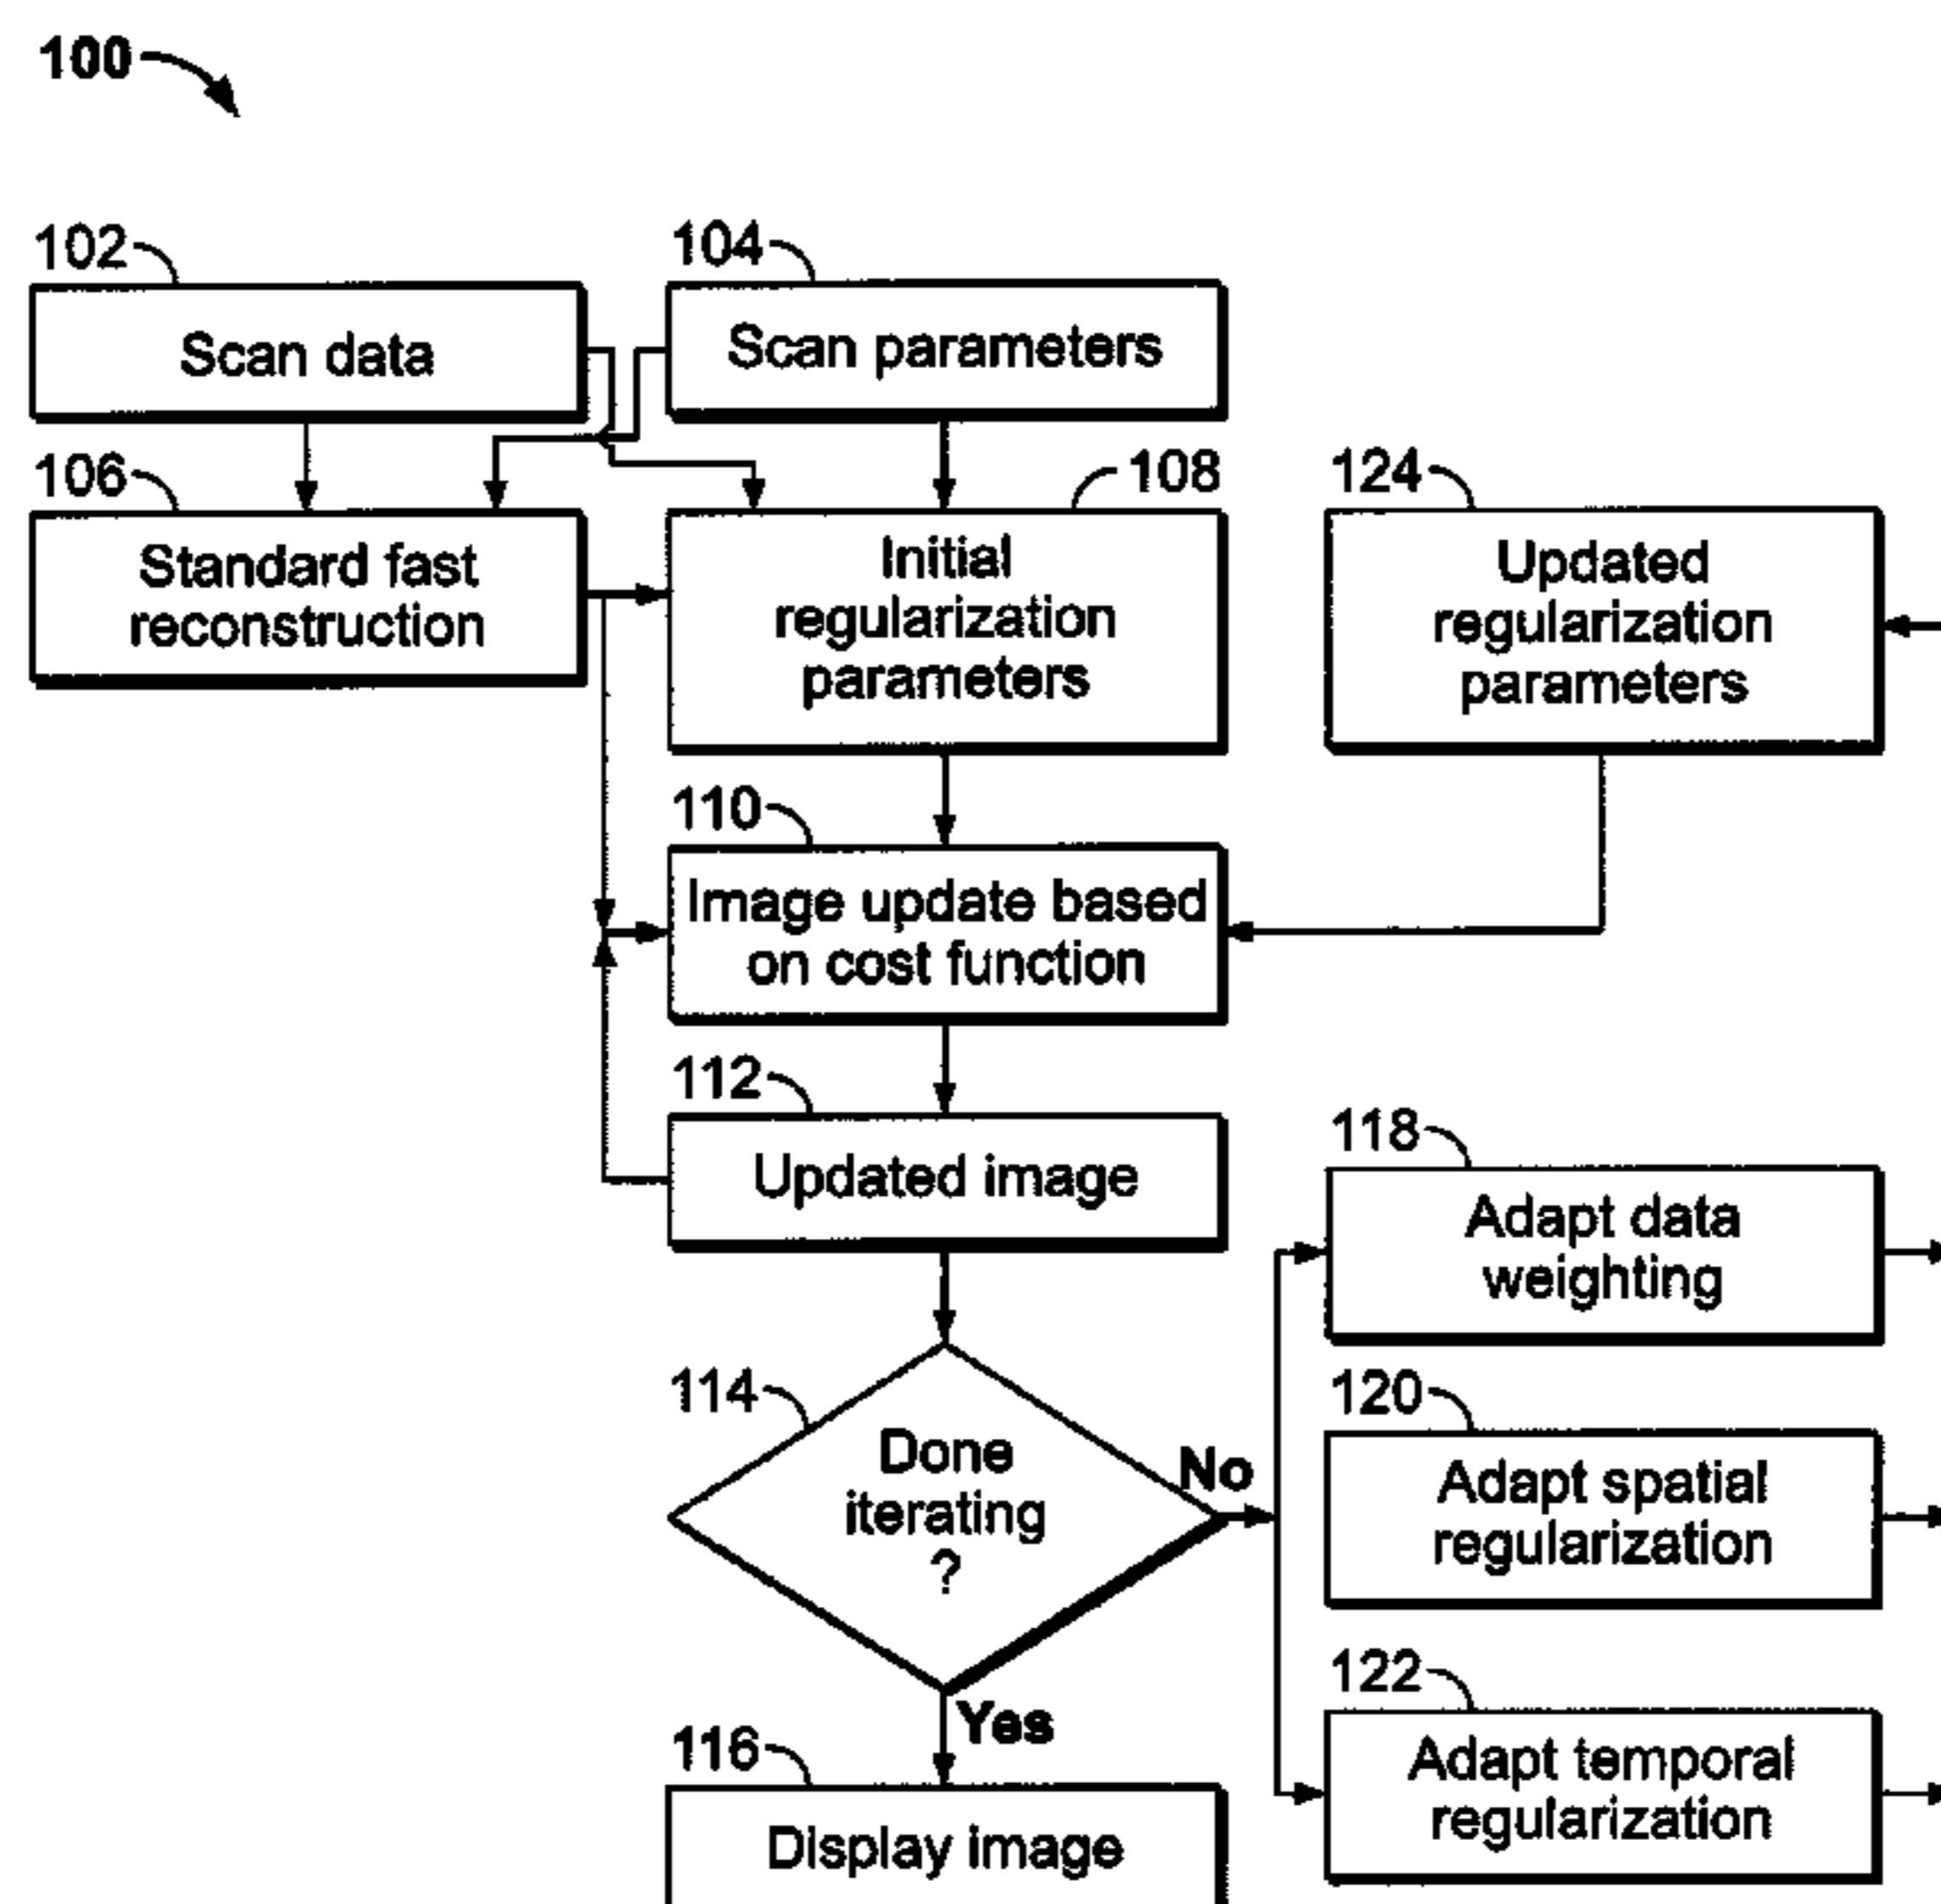 100
102
104
Scan data
Scan parameters
106
108
124
Standard fast
reconstruction
Initial
regularization
parameters
Updated
regularization
parameters
110
Image update based
on cost function
112
Updated image
118
Adapt data
weighting
114
Done
iterating
?
No
120
Adapt spatial
regularization
122
Adapt temporal
regularization
Yes
116
Display image